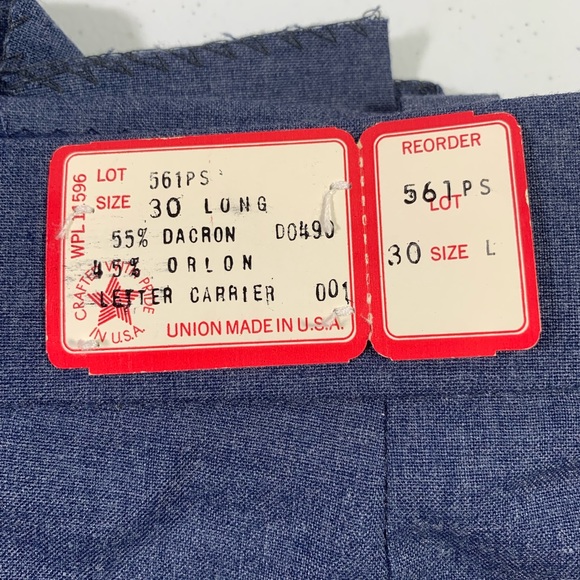 WPL 11596
LOT 561PS
SIZE 30 LONG
55% DACRON D0490
45% ORLON
LETTER CARRIER 001
CRAFTED WITH PRIDE
IN U.S.A.
UNION MADE IN U.S.A.
REORDER
561PS
LOT
30 SIZE L